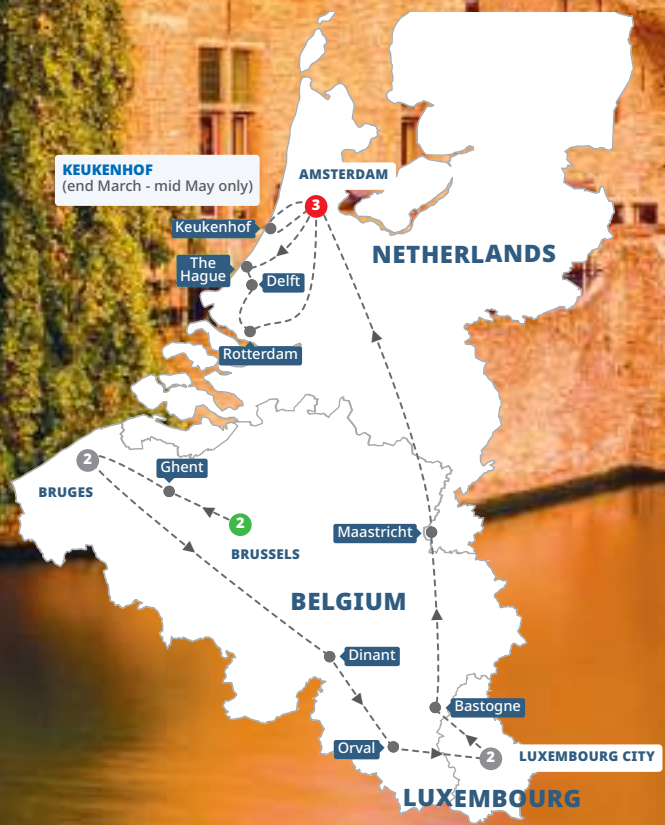 KEUKENHOF
(end March - mid May only)
AMSTERDAM
3
Keukenhof
NETHERLANDS
The
Hague
Delft
Rotterdam
2
Ghent
BRUGES
2
BRUSSELS
Maastricht
BELGIUM
Dinant
Bastogne
Orval
2
LUXEMBOURG CITY
LUXEMBOURG